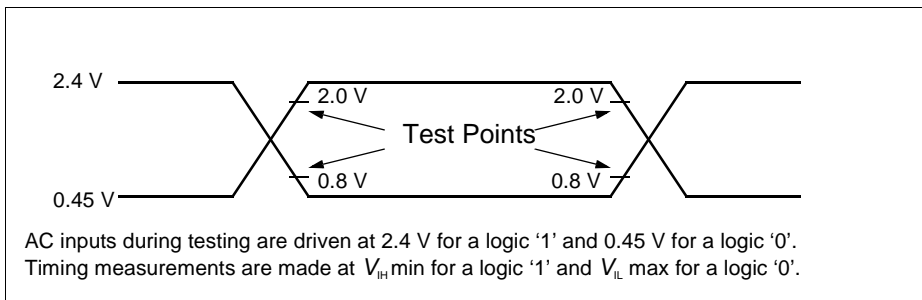 2.4 V
2.0 V
2.0 V
Test Points
0.8 V
0.8 V
0.45 V
AC inputs during testing are driven at 2.4 V for a logic ‘1’ and 0.45 V for a logic ‘0’.
Timing measurements are made at VIH min for a logic ‘1’ and VIL max for a logic ‘0’.